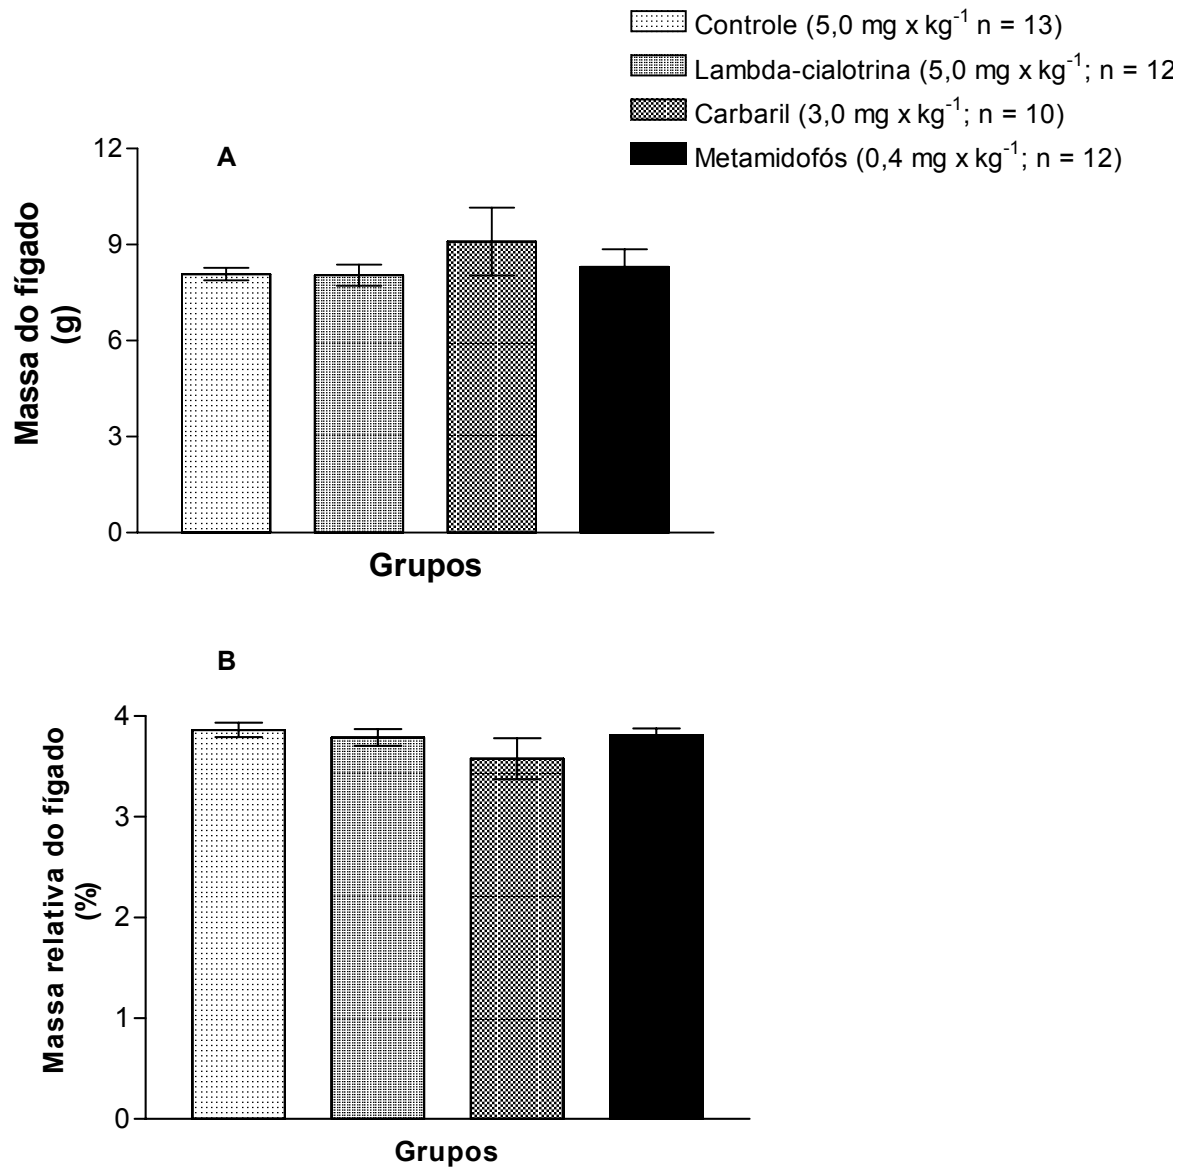 Controle (5,0 mg x kg⁻¹ n = 13)
Lambda-cialotrina (5,0 mg x kg⁻¹; n = 12
Carbaril (3,0 mg x kg⁻¹; n = 10)
Metamidofós (0,4 mg x kg⁻¹; n = 12)
A
Massa do fígado
(g)
12
9
6
3
0
Grupos
B
Massa relativa do fígado
(%)
4
3
2
1
0
Grupos